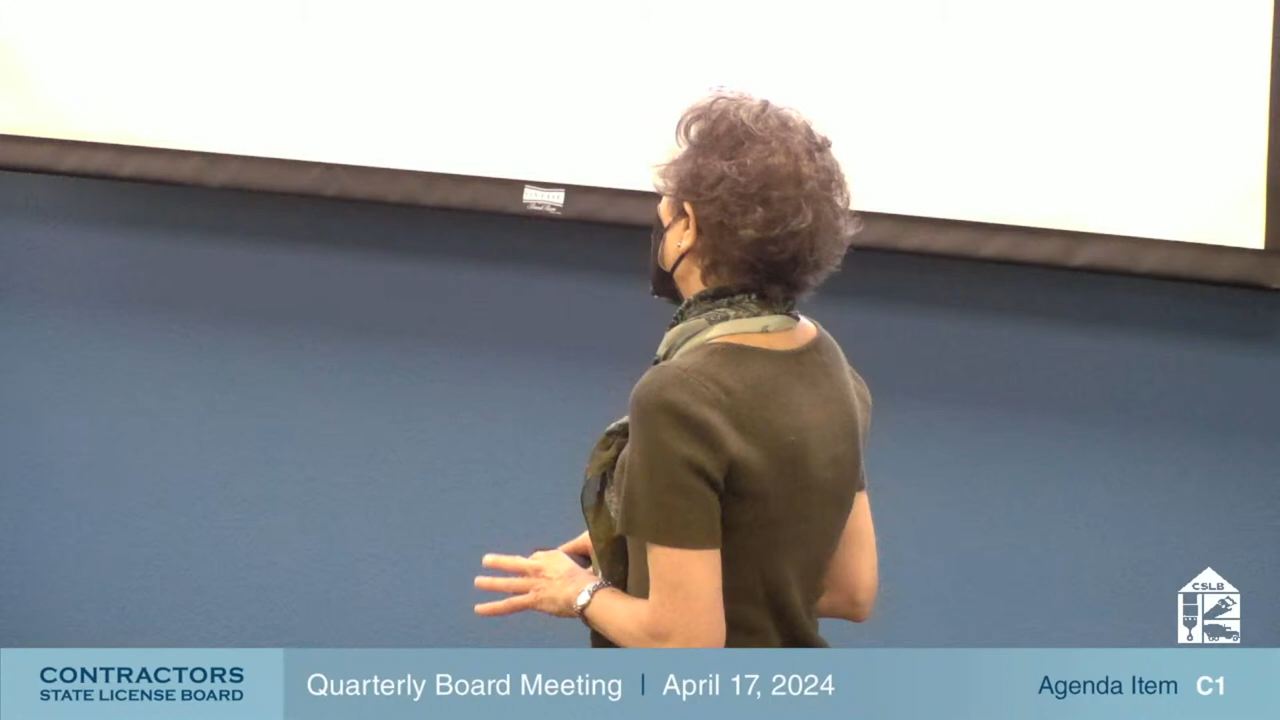 CSLB
CONTRACTORS
STATE LICENSE BOARD
Quarterly Board Meeting | April 17, 2024
Agenda Item C1